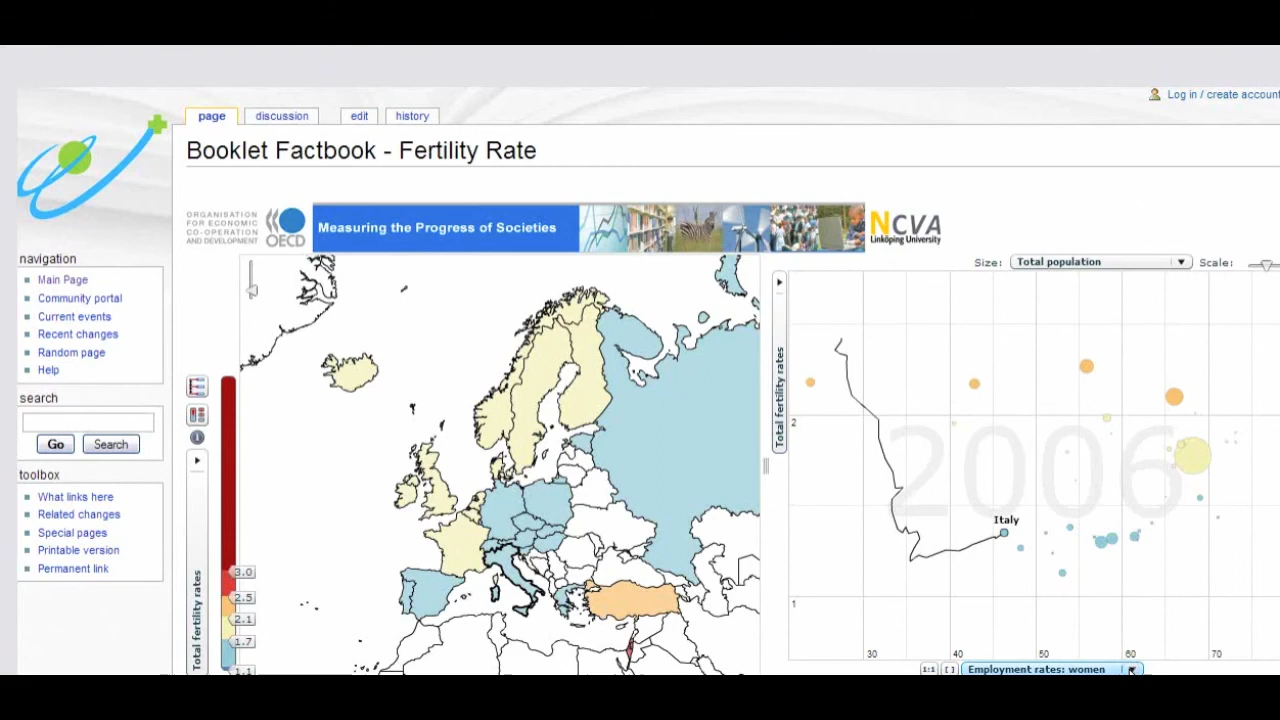 Log in / create account
page
discussion
edit
history
Booklet Factbook - Fertility Rate
ORGANISATION
FOR ECONOMIC
CO-OPERATION
AND DEVELOPMENT
OECD
Measuring the Progress of Societies
NCVA
Linköping University
navigation
Main Page
Community portal
Current events
Recent changes
Random page
Help
search
Go
Search
toolbox
What links here
Related changes
Special pages
Printable version
Permanent link
Total fertility rates
3.0
2.5
2.1
1.7
1.1
Size:
Total population
Scale:
Total fertility rates
2
1
2006
Italy
30
40
50
60
70
1:1
[ ]
Employment rates: women